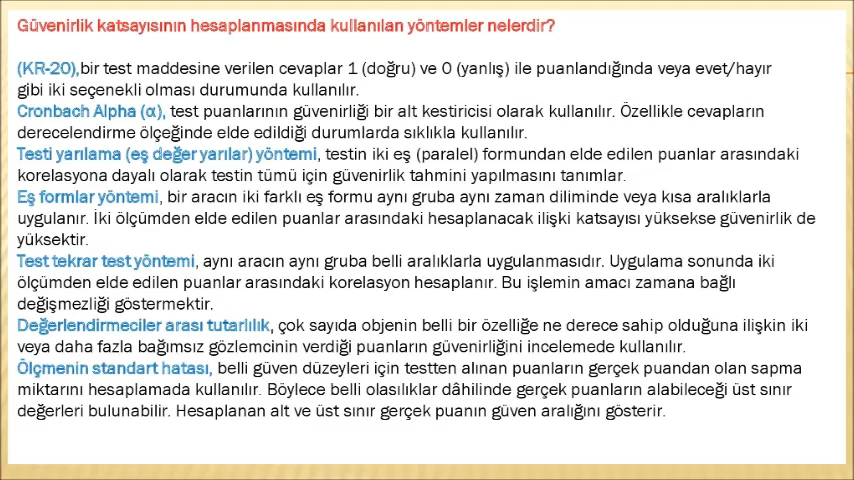 Güvenirlik katsayısının hesaplanmasında kullanılan yöntemler nelerdir?
(KR-20),bir test maddesine verilen cevaplar 1 (doğru) ve 0 (yanlış) ile puanlandığında veya evet/hayır
gibi iki seçenekli olması durumunda kullanılır.
Cronbach Alpha (α), test puanlarının güvenirliği bir alt kestiricisi olarak kullanılır. Özellikle cevapların
derecelendirme ölçeğinde elde edildiği durumlarda sıklıkla kullanılır.
Testi yarılama (eş değer yarılar) yöntemi, testin iki eş (paralel) formundan elde edilen puanlar arasındaki
korelasyona dayalı olarak testin tümü için güvenirlik tahmini yapılmasını tanımlar.
Eş formlar yöntemi, bir aracın iki farklı eş formu aynı gruba aynı zaman diliminde veya kısa aralıklarla
uygulanır. İki ölçümden elde edilen puanlar arasındaki hesaplanacak ilişki katsayısı yüksekse güvenirlik de
yüksektir.
Test tekrar test yöntemi, aynı aracın aynı gruba belli aralıklarla uygulanmasıdır. Uygulama sonunda iki
ölçümden elde edilen puanlar arasındaki korelasyon hesaplanır. Bu işlemin amacı zamana bağlı
değişmezliği göstermektir.
Değerlendirmeciler arası tutarlılık, çok sayıda objenin belli bir özelliğe ne derece sahip olduğuna ilişkin iki
veya daha fazla bağımsız gözlemcinin verdiği puanların güvenirliğini incelemede kullanılır.
Ölçmenin standart hatası, belli güven düzeyleri için testten alınan puanların gerçek puandan olan sapma
miktarını hesaplamada kullanılır. Böylece belli olasılıklar dâhilinde gerçek puanların alabileceği üst sınır
değerleri bulunabilir. Hesaplanan alt ve üst sınır gerçek puanın güven aralığını gösterir.